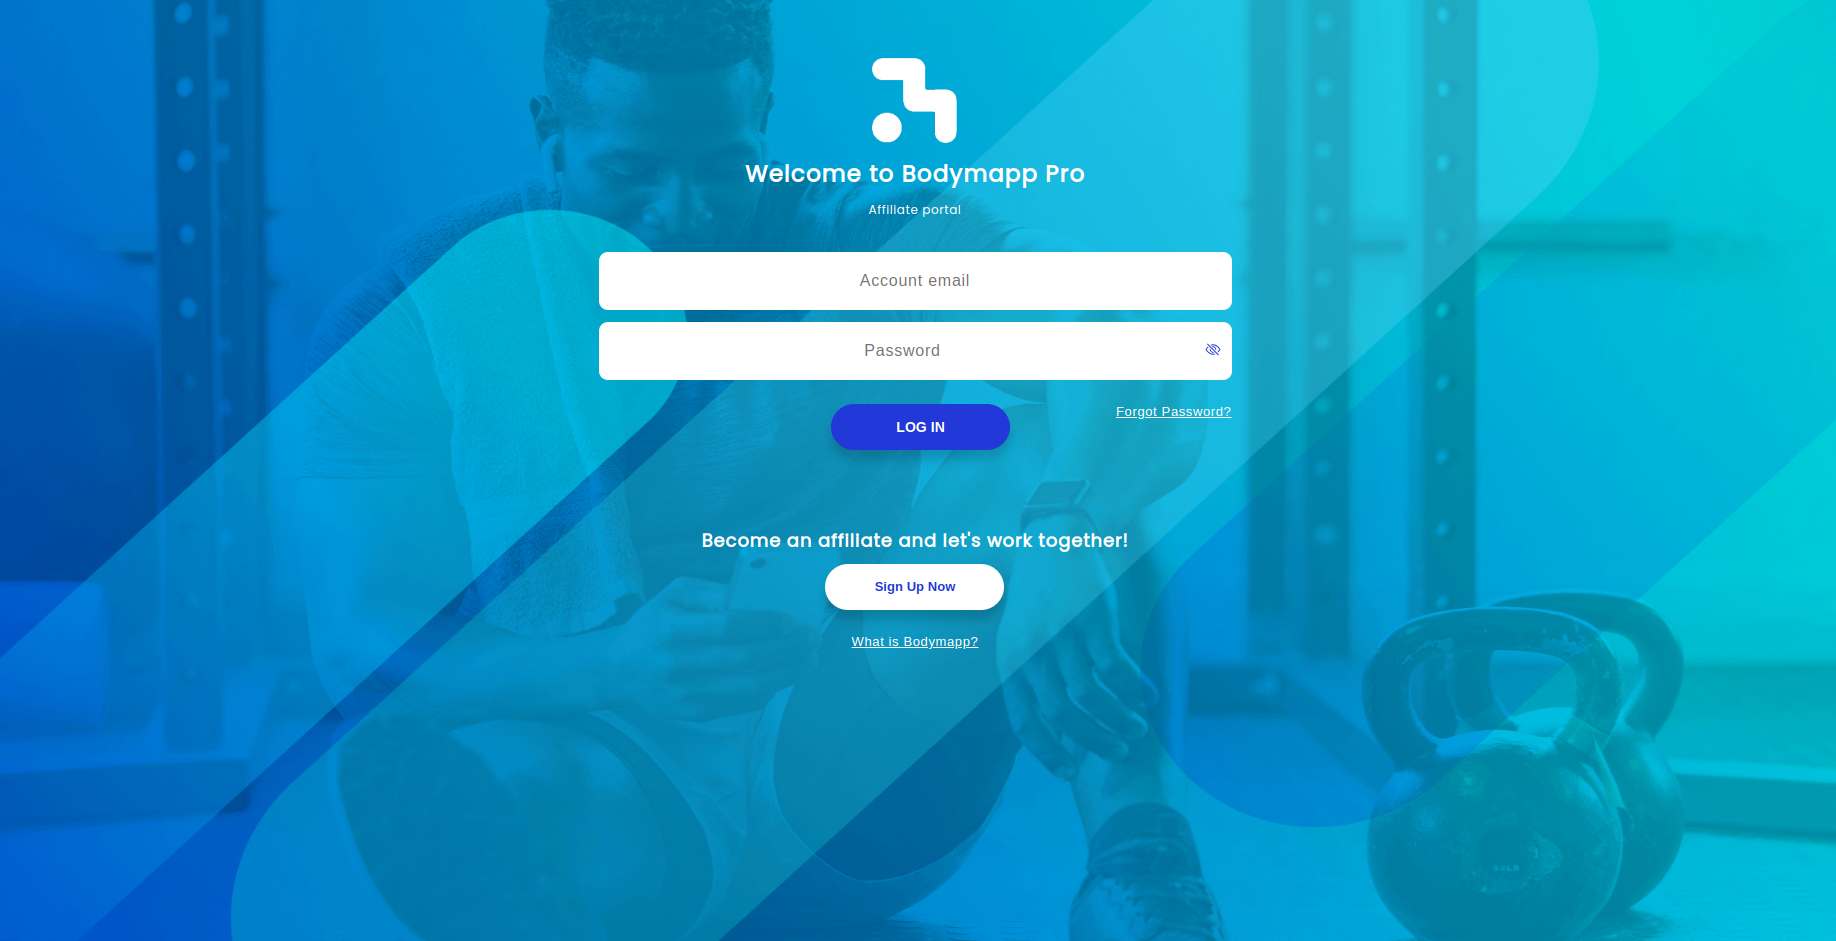 Welcome to Bodymapp Pro
Affiliate portal
Account email
Password
Forgot Password?
LOG IN
Become an affiliate and let's work together!
Sign Up Now
What is Bodymapp?